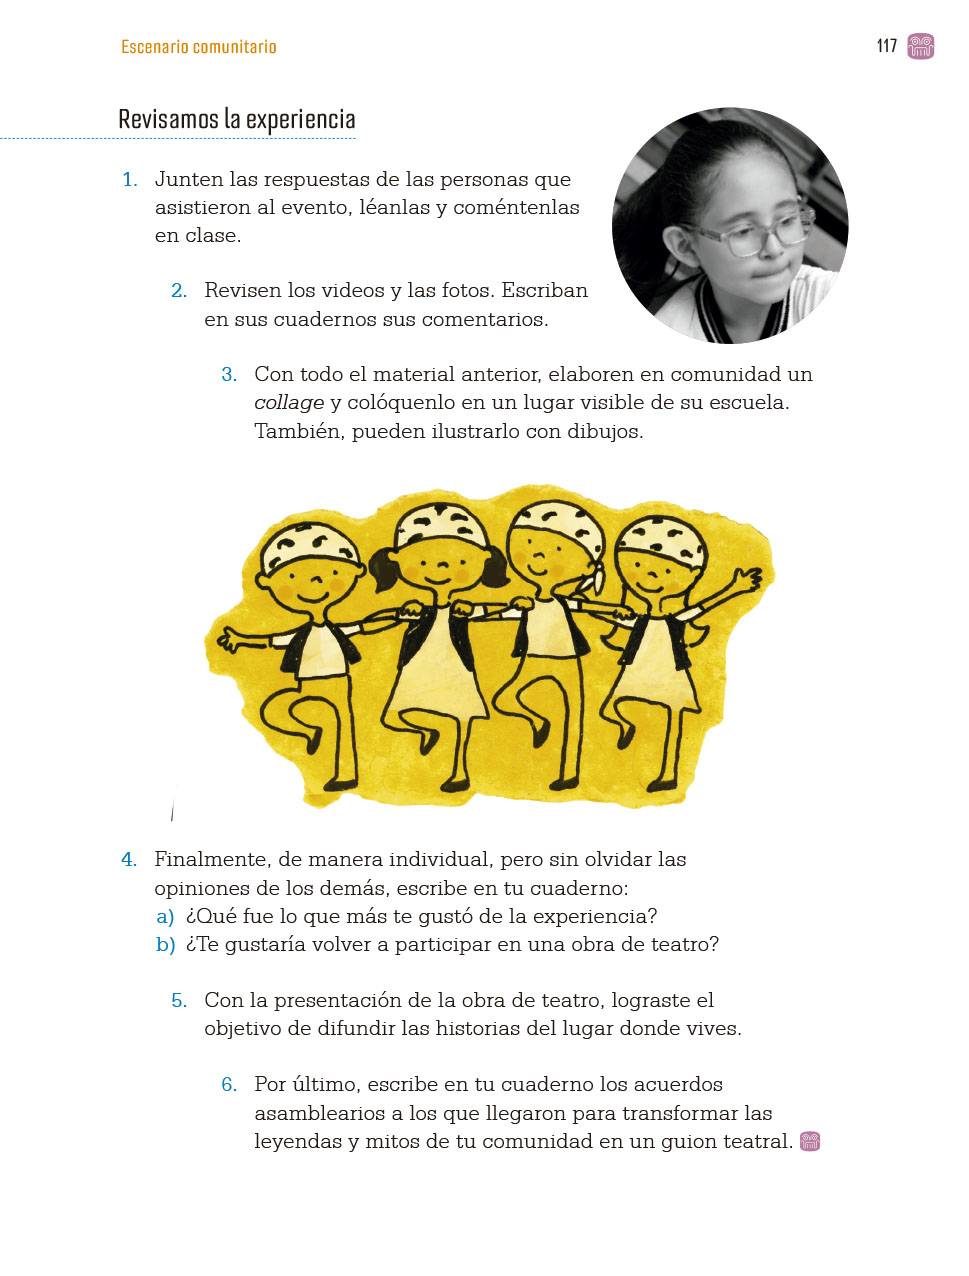 Escenario comunitario
117
Revisamos la experiencia
1. Junten las respuestas de las personas que
asistieron al evento, léanlas y coméntenlas
en clase.
2. Revisen los videos y las fotos. Escriban
en sus cuadernos sus comentarios.
3. Con todo el material anterior, elaboren en comunidad un
collage y colóquenlo en un lugar visible de su escuela.
También, pueden ilustrarlo con dibujos.
4. Finalmente, de manera individual, pero sin olvidar las
opiniones de los demás, escribe en tu cuaderno:
a) ¿Qué fue lo que más te gustó de la experiencia?
b) ¿Te gustaría volver a participar en una obra de teatro?
5. Con la presentación de la obra de teatro, lograste el
objetivo de difundir las historias del lugar donde vives.
6. Por último, escribe en tu cuaderno los acuerdos
asamblearios a los que llegaron para transformar las
leyendas y mitos de tu comunidad en un guion teatral.